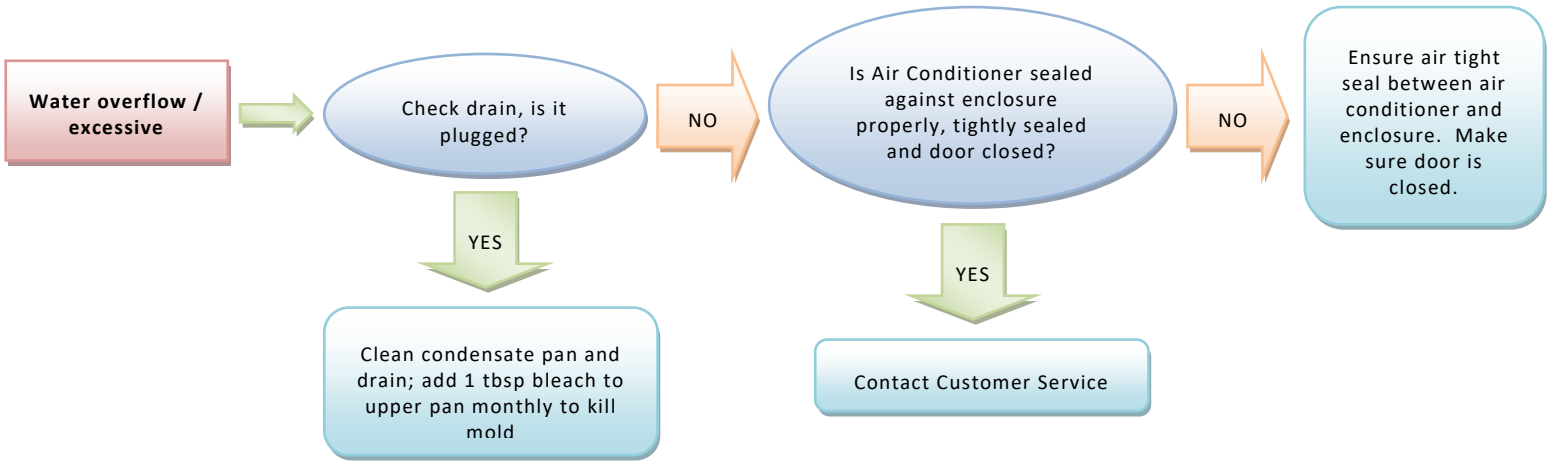 Water overflow /
excessive
Check drain, is it
plugged?
NO
Is Air Conditioner sealed
against enclosure
properly, tightly sealed
and door closed?
NO
Ensure air tight
seal between air
conditioner and
enclosure. Make
sure door is
closed.
YES
Clean condensate pan and
drain; add 1 tbsp bleach to
upper pan monthly to kill
mold
YES
Contact Customer Service